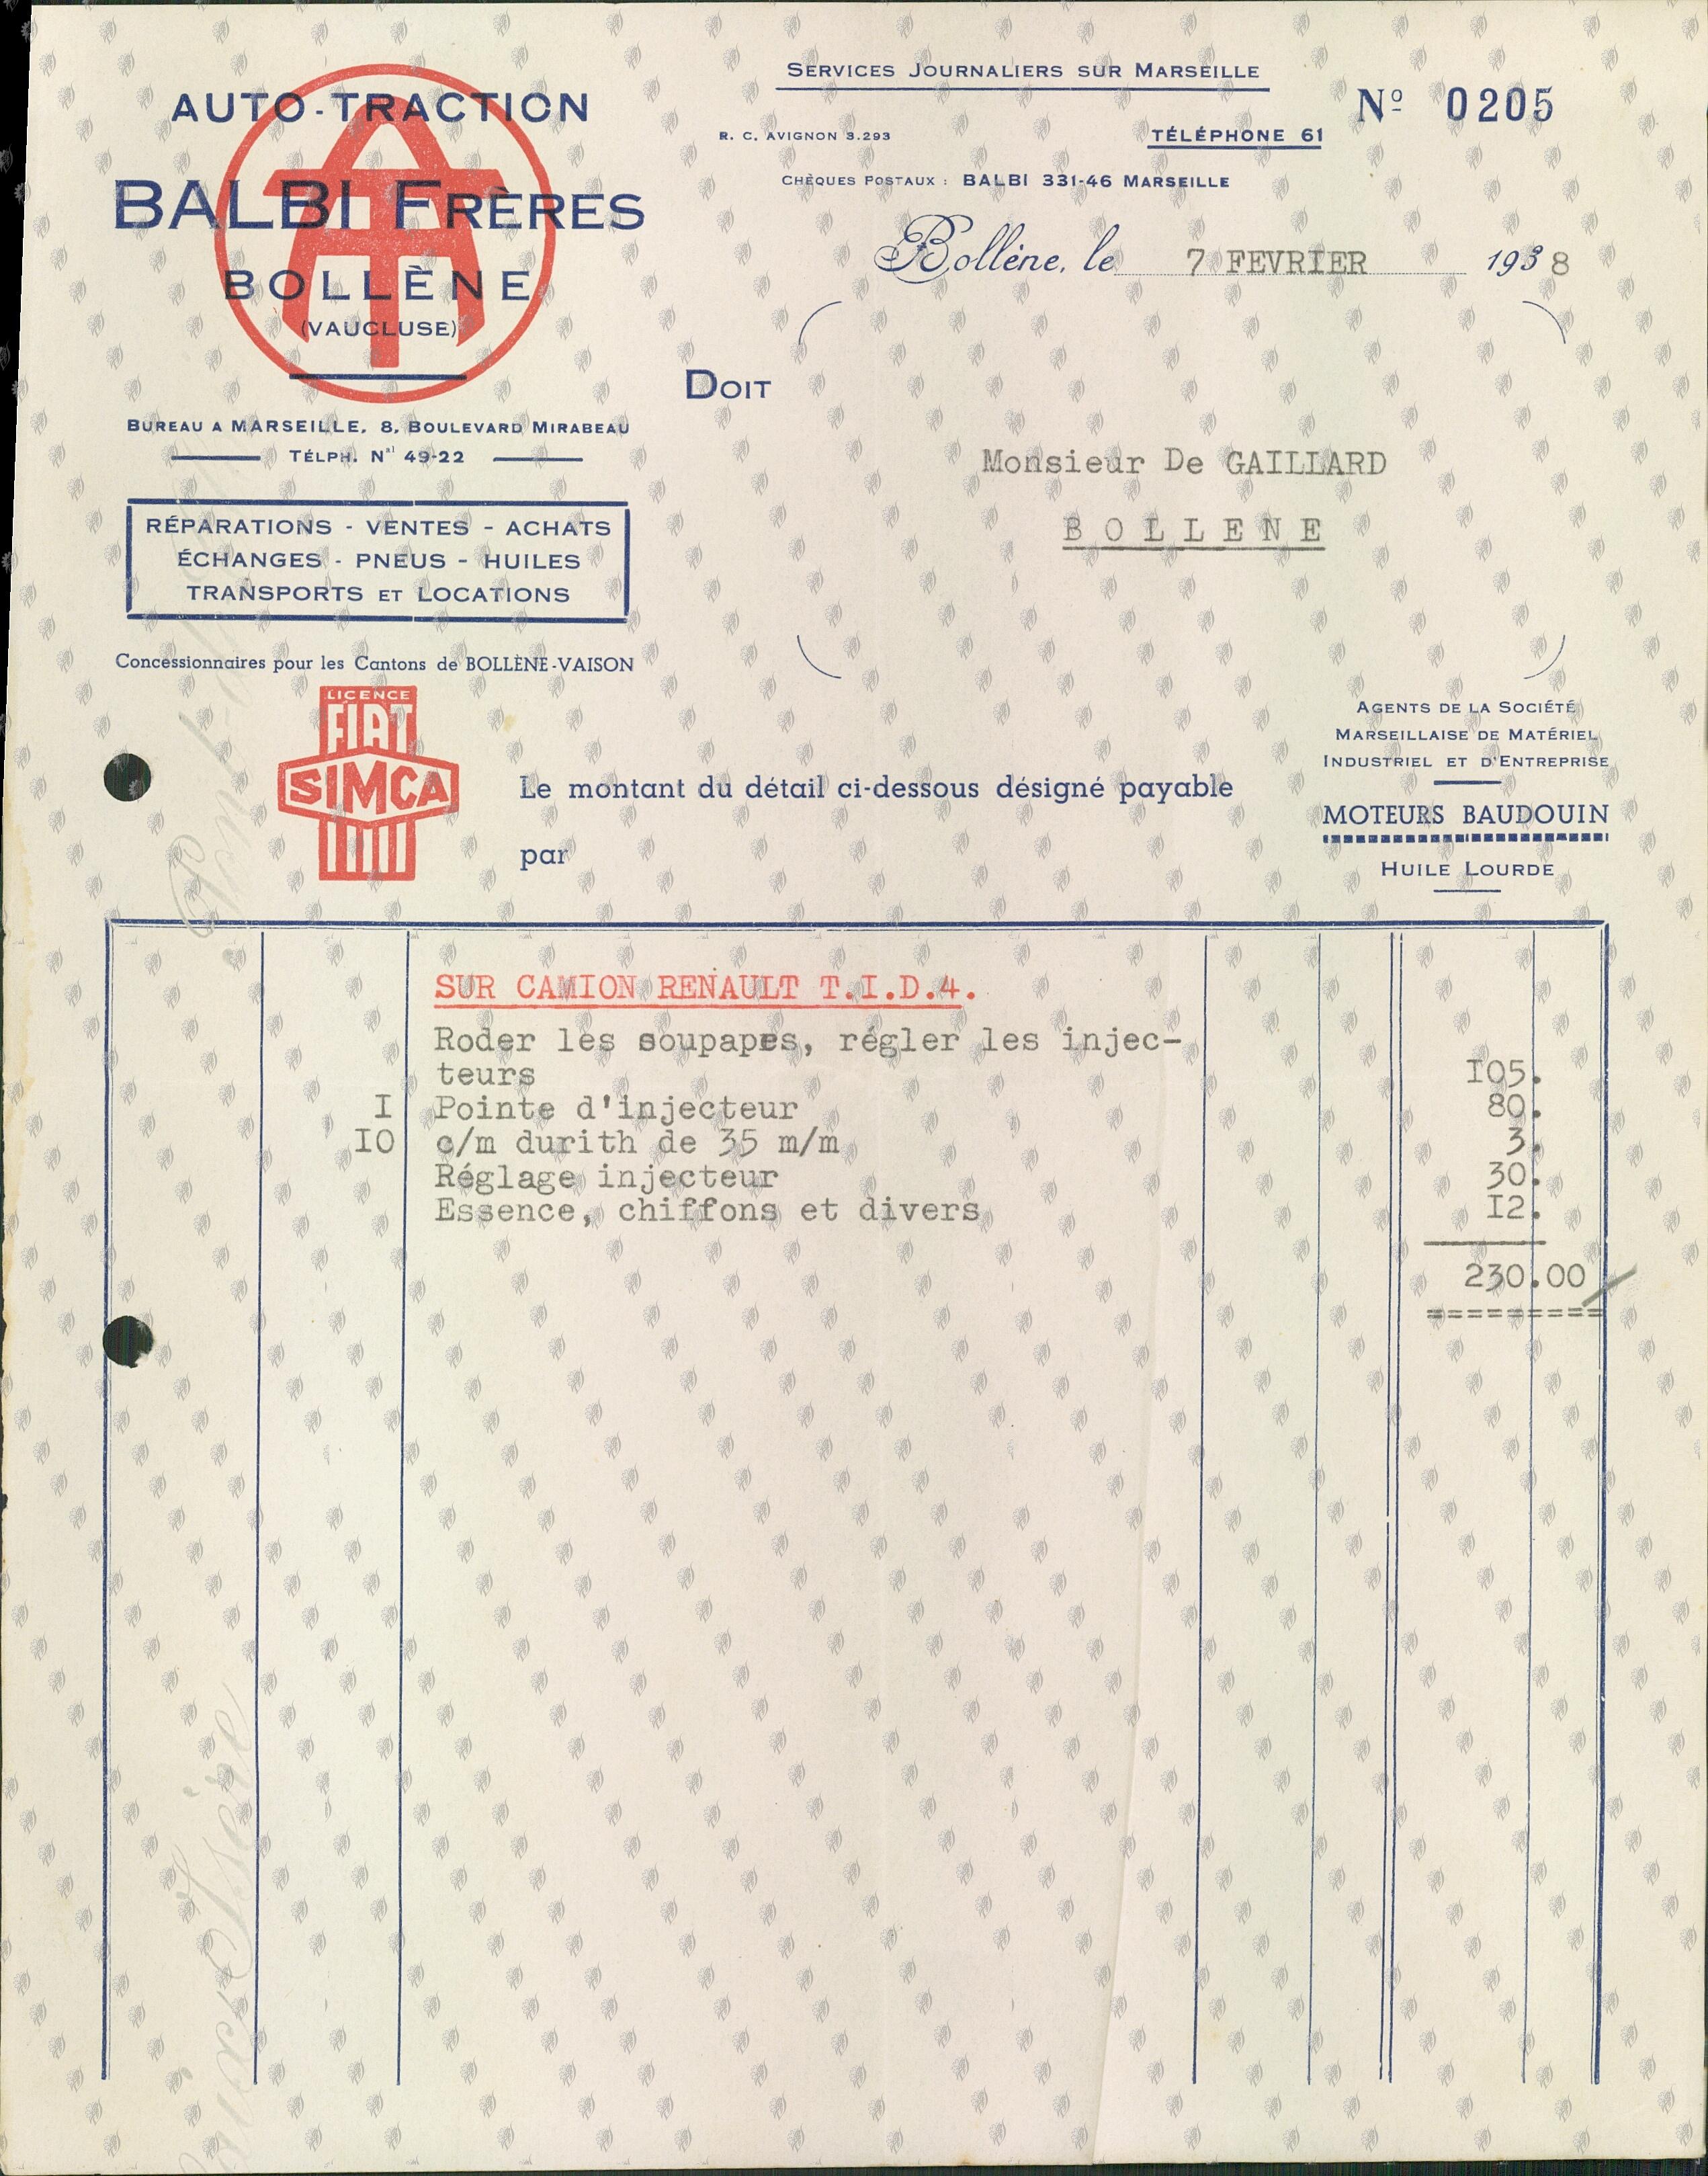 AUTO-TRACTION
BALBI FRÈRES
BOLLÈNE
(VAUCLUSE)
BUREAU A MARSEILLE, 8, BOULEVARD MIRABEAU
TÉLPH. Nal 49-22
RÉPARATIONS - VENTES - ACHATS
ÉCHANGES - PNEUS - HUILES
TRANSPORTS ET LOCATIONS
Concessionnaires pour les Cantons de BOLLÈNE-VAISON
LICENCE
FIAT
SIMCA
SERVICES JOURNALIERS SUR MARSEILLE
Nº 0205
R. C. AVIGNON 3.293
TÉLÉPHONE 61
CHÈQUES POSTAUX : BALBI 331-46 MARSEILLE
Bollène, le 7 FEVRIER 1938
DOIT
Monsieur De GAILLARD
BOLLENE
AGENTS DE LA SOCIÉTÉ
MARSEILLAISE DE MATÉRIEL
INDUSTRIEL ET D'ENTREPRISE
MOTEURS BAUDOUIN
HUILE LOURDE
Le montant du détail ci-dessous désigné payable
par
SUR CAMION RENAULT T.I.D.4.
Roder les soupapes, régler les injec-
teurs 105.
I Pointe d'injecteur 80.
IO c/m durith de 35 m/m 3.
Réglage injecteur 30.
Essence, chiffons et divers I2.
230.00